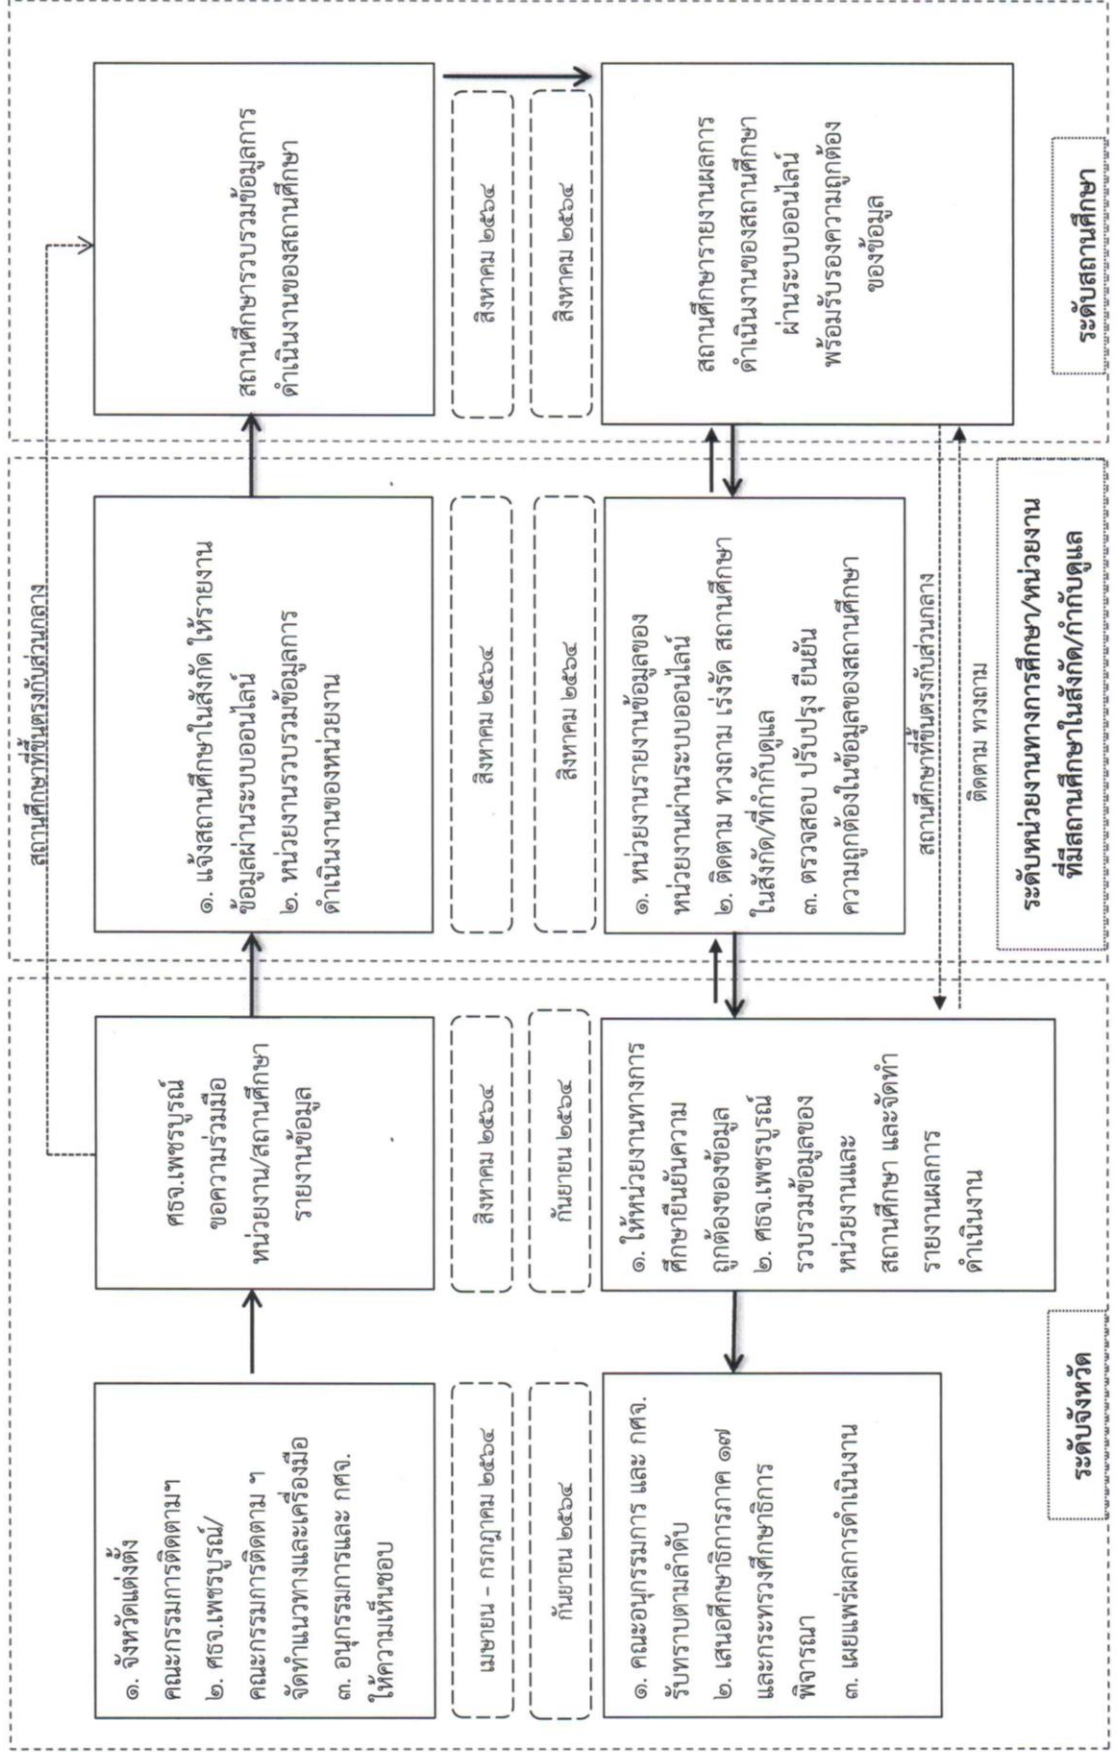 สถานศึกษาที่ขึ้นตรงกับส่วนกลาง
๑. จังหวัดแต่งตั้ง
คณะกรรมการติดตามฯ
๒. ศธจ.เพชรบูรณ์/
คณะกรรมการติดตาม ฯ
จัดทำแนวทางและเครื่องมือ
๓. อนุกรรมการและ กศจ.
ให้ความเห็นชอบ
ศธจ.เพชรบูรณ์
ขอความร่วมมือ
หน่วยงาน/สถานศึกษา
รายงานข้อมูล
๑. แจ้งสถานศึกษาในสังกัด ให้รายงาน
ข้อมูลผ่านระบบออนไลน์
๒. หน่วยงานรวบรวมข้อมูลการ
ดำเนินงานของหน่วยงาน
สถานศึกษารวบรวมข้อมูลการ
ดำเนินงานของสถานศึกษา
เมษายน – กรกฎาคม ๒๕๖๔
สิงหาคม ๒๕๖๔
สิงหาคม ๒๕๖๔
สิงหาคม ๒๕๖๔
กันยายน ๒๕๖๔
กันยายน ๒๕๖๔
สิงหาคม ๒๕๖๔
สิงหาคม ๒๕๖๔
๑. คณะอนุกรรมการ และ กศจ.
รับทราบตามลำดับ
๒. เสนอศึกษาธิการภาค ๑๗
และกระทรวงศึกษาธิการ
พิจารณา
๓. เผยแพร่ผลการดำเนินงาน
๑. ให้หน่วยงานทางการ
ศึกษายืนยันความ
ถูกต้องของข้อมูล
๒. ศธจ.เพชรบูรณ์
รวบรวมข้อมูลของ
หน่วยงานและ
สถานศึกษา และจัดทำ
รายงานผลการ
ดำเนินงาน
๑. หน่วยงานรายงานข้อมูลของ
หน่วยงานผ่านระบบออนไลน์
๒. ติดตาม ทวงถาม เร่งรัด สถานศึกษา
ในสังกัด/ที่กำกับดูแล
๓. ตรวจสอบ ปรับปรุง ยืนยัน
ความถูกต้องในข้อมูลของสถานศึกษา
สถานศึกษารายงานผลการ
ดำเนินงานของสถานศึกษา
ผ่านระบบออนไลน์
พร้อมรับรองความถูกต้อง
ของข้อมูล
สถานศึกษาที่ขึ้นตรงกับส่วนกลาง
ติดตาม ทวงถาม
ระดับจังหวัด
ระดับหน่วยงานทางการศึกษา/หน่วยงาน
ที่มีสถานศึกษาในสังกัด/กำกับดูแล
ระดับสถานศึกษา